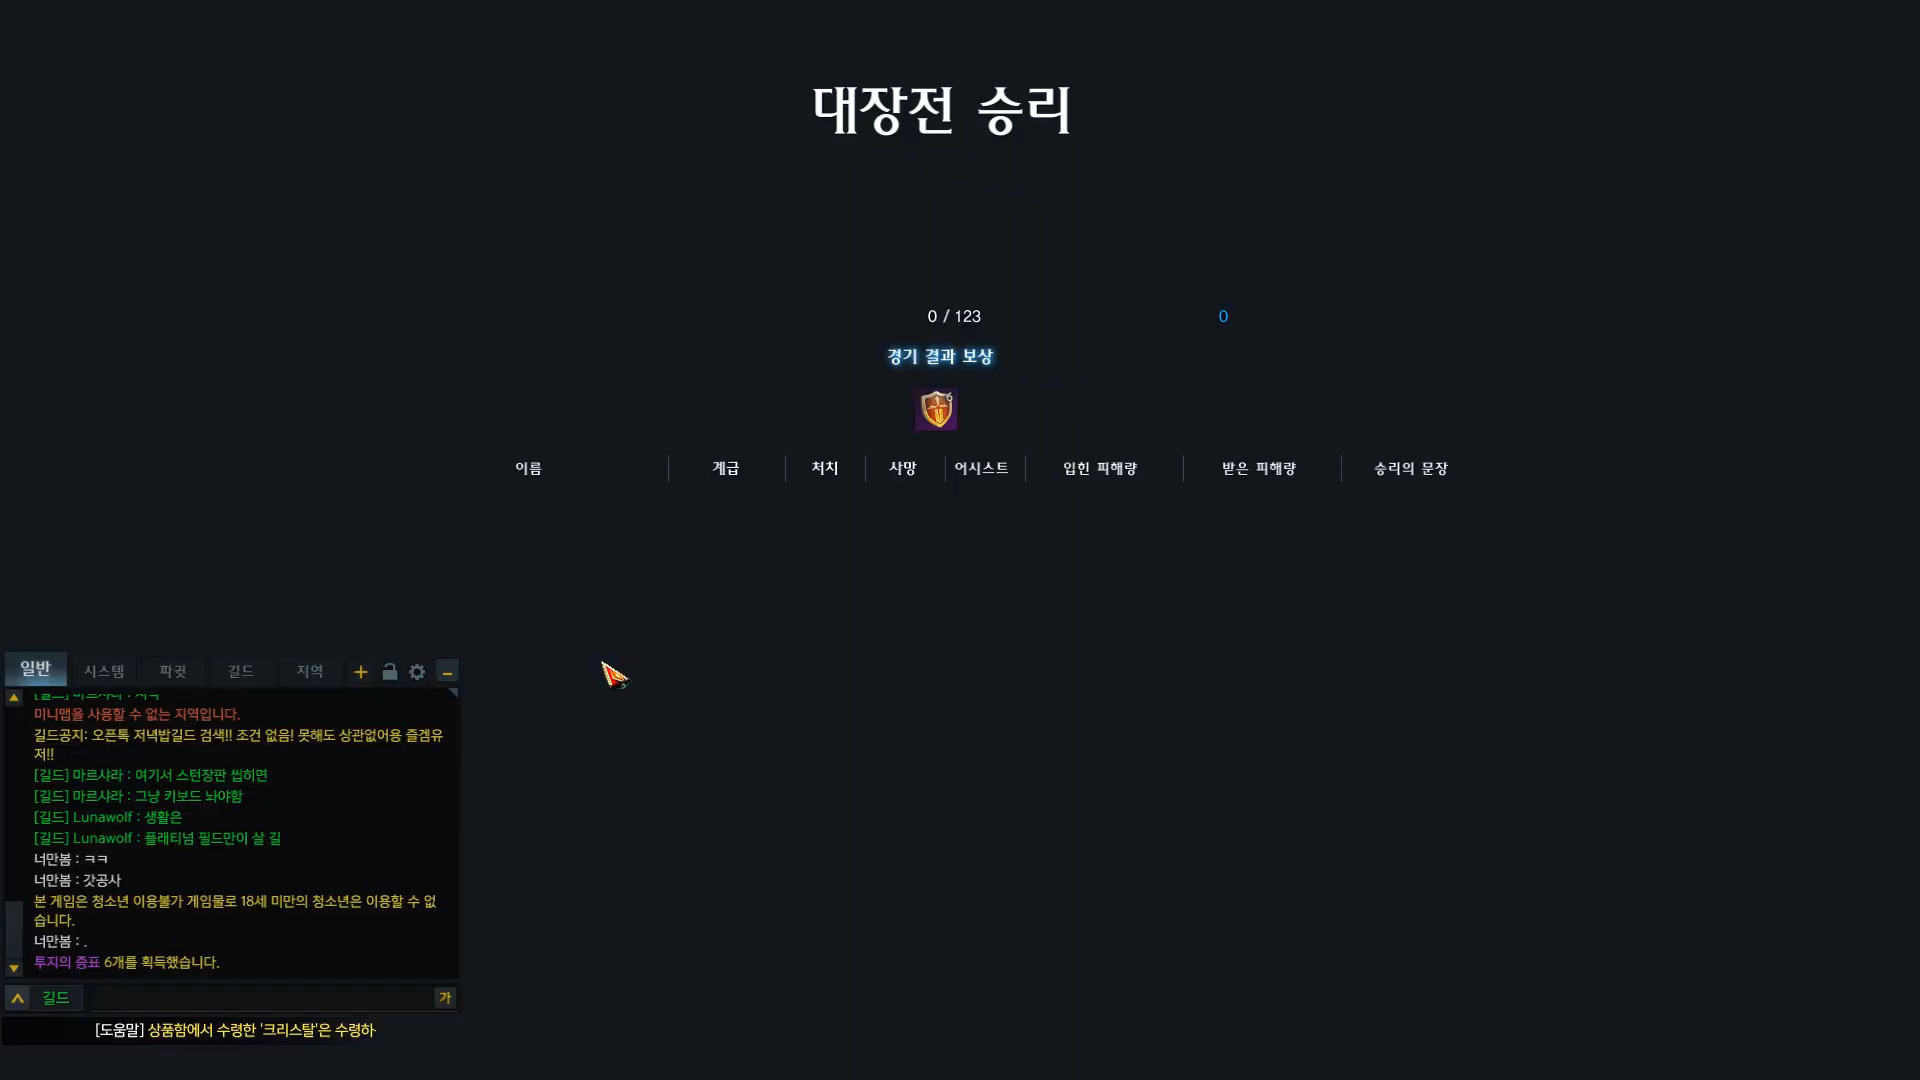 대장전 승리
0 / 123
0
경기 결과 보상
6
이름 계급 처치 사망 어시스트 입힌 피해량 받은 피해량 승리의 문장
일반 시스템 파티 길드 지역
[길드] 마르샤라 :
미니맵을 사용할 수 없는 지역입니다.
길드공지: 오픈톡 저녁밥길드 검색!! 조건 없음! 못해도 상관없어용 즐겜유
저!!
[길드] 마르샤라 : 여기서 스턴장판 씹히면
[길드] 마르샤라 : 그냥 키보드 놔야함
[길드] Lunawolf : 생활은
[길드] Lunawolf : 플래티넘 필드만이 살 길
너만봄 : ㅋㅋ
너만봄 : 갓공사
본 게임은 청소년 이용불가 게임물로 18세 미만의 청소년은 이용할 수 없
습니다.
너만봄 : .
투지의 증표 6개를 획득했습니다.
길드 가
[도움말] 상품함에서 수령한 '크리스탈'은 수령하